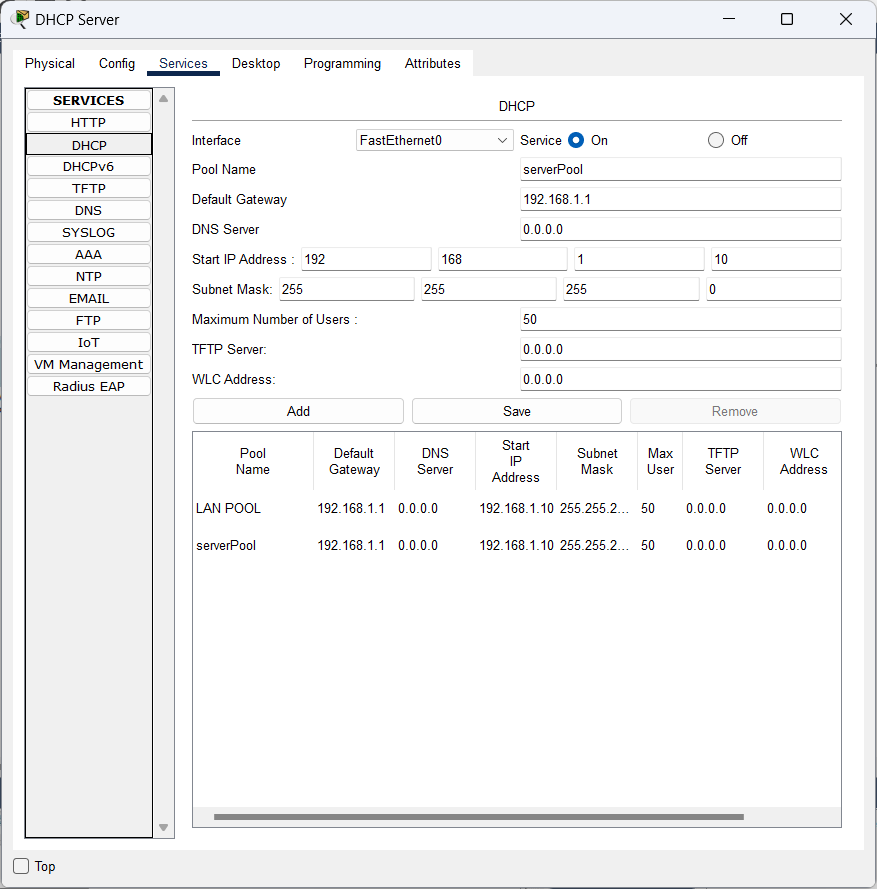 DHCP Server
Physical Config Services Desktop Programming Attributes
SERVICES
HTTP
DHCP
DHCPv6
TFTP
DNS
SYSLOG
AAA
NTP
EMAIL
FTP
IoT
VM Management
Radius EAP
DHCP
Interface FastEthernet0 Service On Off
Pool Name serverPool
Default Gateway 192.168.1.1
DNS Server 0.0.0.0
Start IP Address : 192 168 1 10
Subnet Mask: 255 255 255 0
Maximum Number of Users : 50
TFTP Server: 0.0.0.0
WLC Address: 0.0.0.0
Add Save Remove
Pool Name Default Gateway DNS Server Start IP Address Subnet Mask Max User TFTP Server WLC Address
LAN POOL 192.168.1.1 0.0.0.0 192.168.1.10 255.255.2... 50 0.0.0.0 0.0.0.0
serverPool 192.168.1.1 0.0.0.0 192.168.1.10 255.255.2... 50 0.0.0.0 0.0.0.0
Top